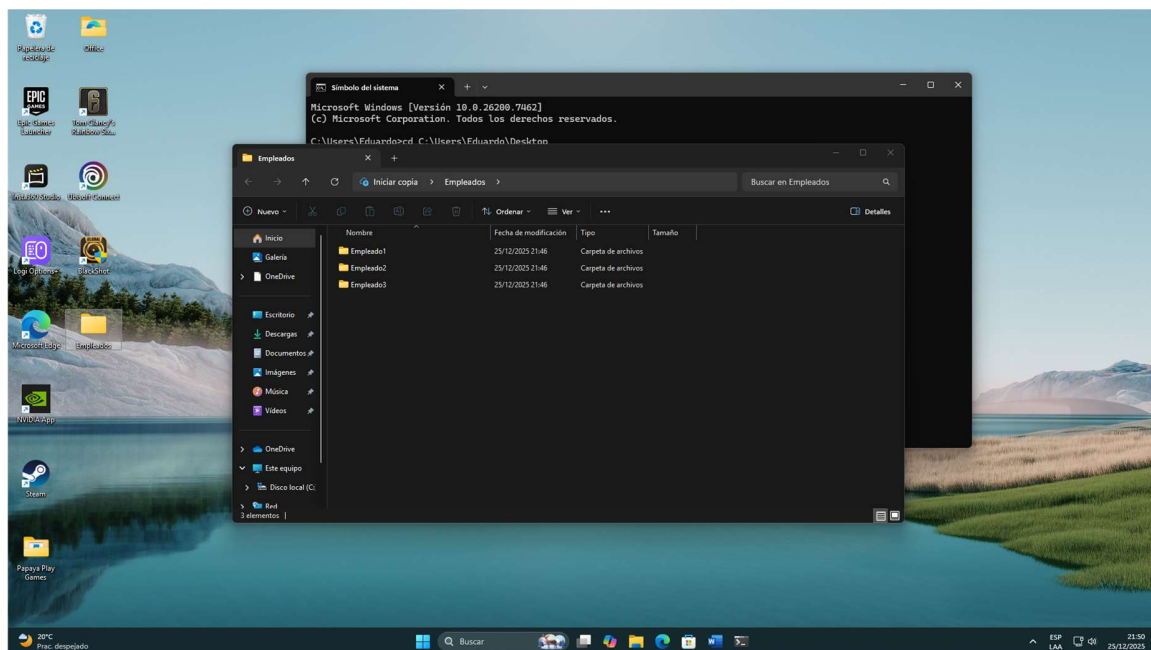 Papelera de
reciclaje
Office
EPIC
GAMES
Epic Games
Launcher
Tom Clancy's
Rainbow Six...
Insta360 Studio
Ubisoft Connect
Logi Options+
BlackShot
Microsoft Edge
Empleados
NVIDIA App
Steam
Papaya Play
Games
Símbolo del sistema
Microsoft Windows [Versión 10.0.26200.7462]
(c) Microsoft Corporation. Todos los derechos reservados.
C:\Users\Eduardo>cd C:\Users\Eduardo\Desktop
Empleados
Iniciar copia > Empleados >
Buscar en Empleados
Nuevo
Ordenar
Ver
Detalles
Inicio
Galería
OneDrive
Escritorio
Descargas
Documentos
Imágenes
Música
Vídeos
OneDrive
Este equipo
Disco local (C:
Red
Nombre Fecha de modificación Tipo Tamaño
Empleado1 25/12/2025 21:46 Carpeta de archivos
Empleado2 25/12/2025 21:46 Carpeta de archivos
Empleado3 25/12/2025 21:46 Carpeta de archivos
3 elementos
20°C
Prac. despejado
Buscar
ESP
LAA
21:50
25/12/2025